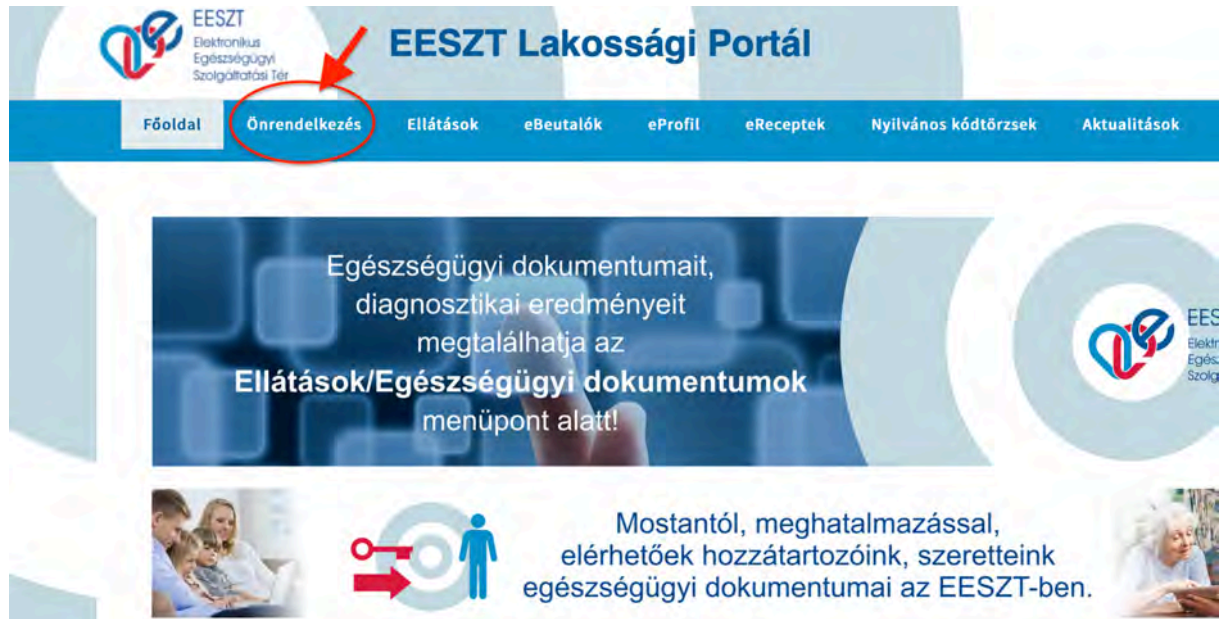 EESZT
Elektronikus
Egészségügyi
Szolgáltatási Tér
EESZT Lakossági Portál
Főoldal Önrendelkezés Ellátások eBeutalók eProfil eReceptek Nyilvános kódtörzsek Aktualitások
Egészségügyi dokumentumait,
diagnosztikai eredményeit
megtalálhatja az
Ellátások/Egészségügyi dokumentumok
menüpont alatt!
Mostantól, meghatalmazással,
elérhetőek hozzátartozóink, szeretteink
egészségügyi dokumentumai az EESZT-ben.